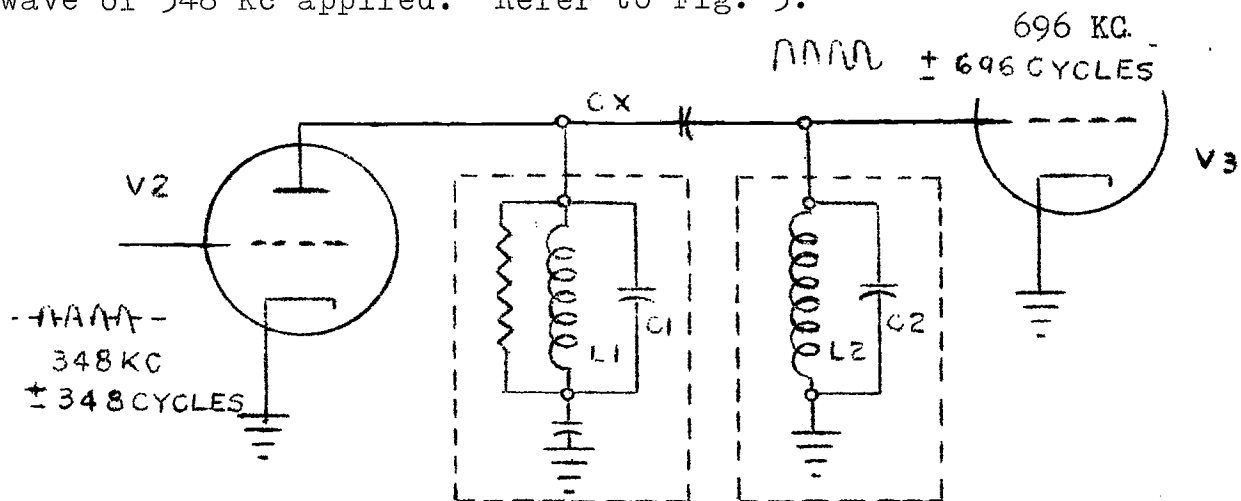 wave of 348 Kc applied. Refer to Fig. 5.
696 KC.
± 696 CYCLES
CX
V2
V3
348 KC
± 348 CYCLES
L1
C1
L2
C2